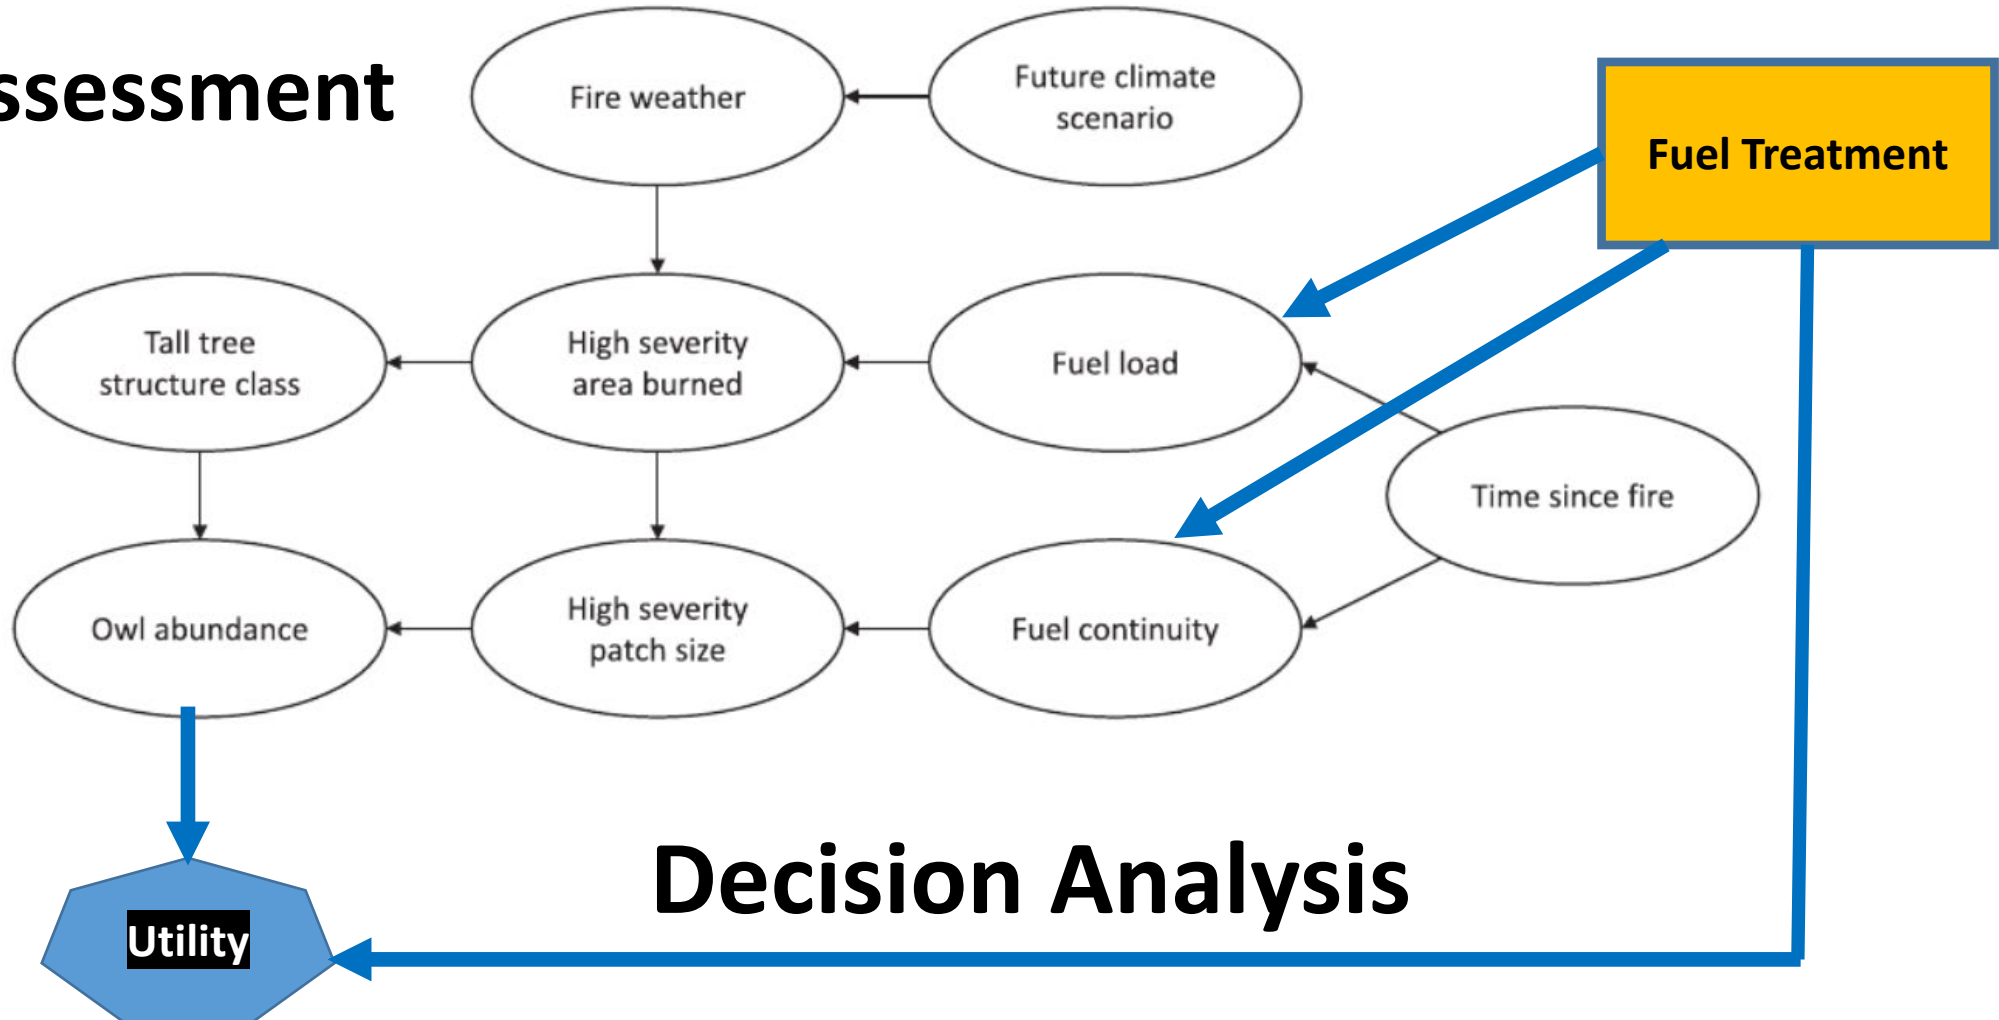 ssessment
Fire weather
Future climate
scenario
Fuel Treatment
Tall tree
structure class
High severity
area burned
Fuel load
Time since fire
Owl abundance
High severity
patch size
Fuel continuity
Decision Analysis
Utility